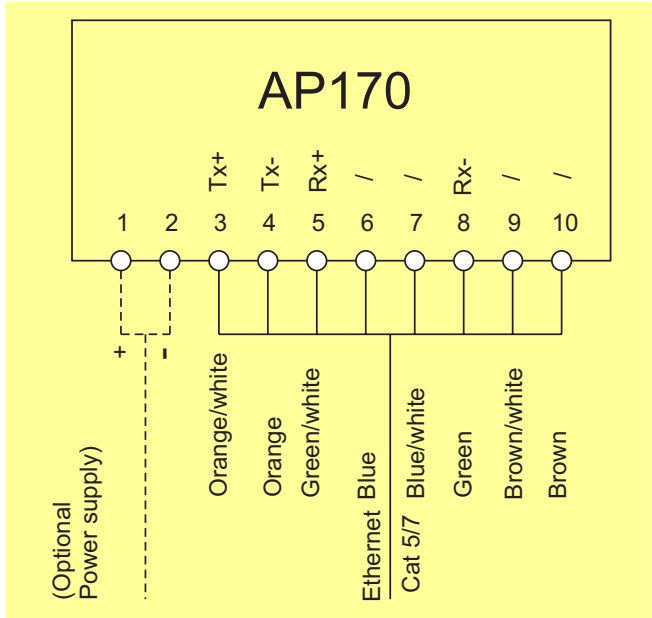 AP170
Tx+
Tx-
Rx+
/
/
Rx-
/
/
1 2 3 4 5 6 7 8 9 10
+
-
Orange/white
Orange
Green/white
Blue
Blue/white
Green
Brown/white
Brown
(Optional
Power supply)
Ethernet
Cat 5/7